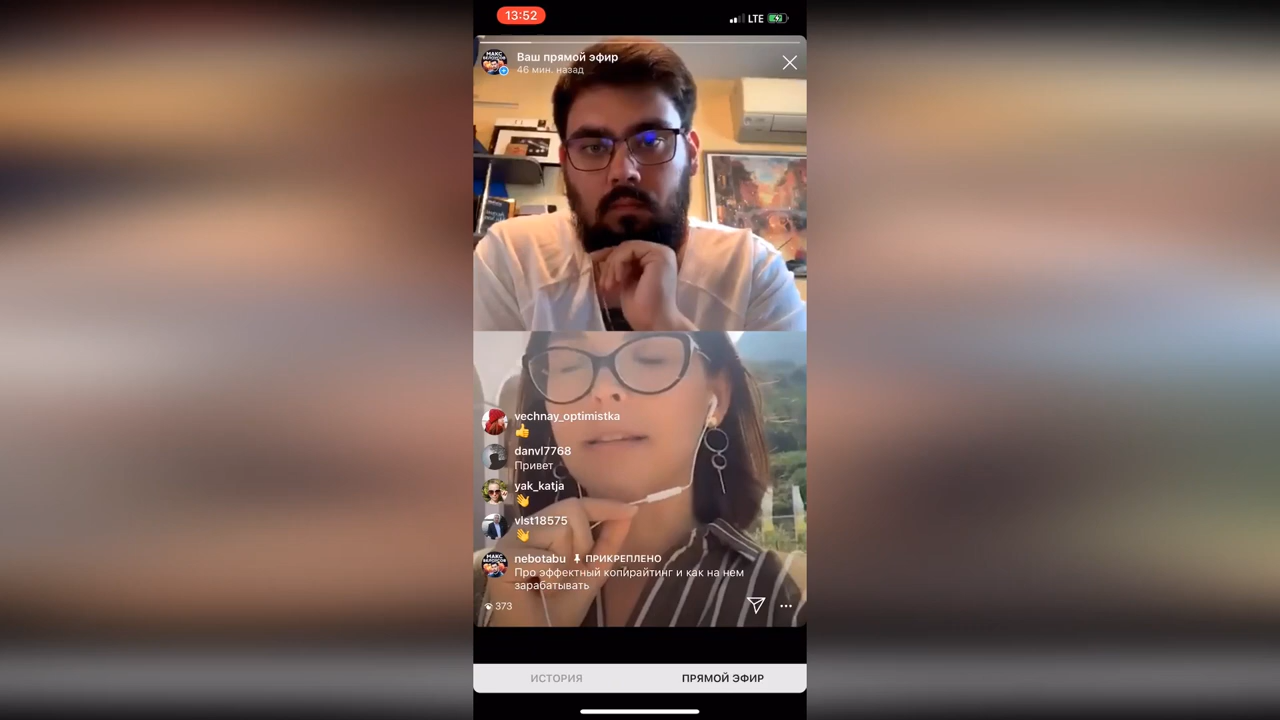 13:52
LTE
Ваш прямой эфир
46 мин. назад
vechnay_optimistka
danvl7768
Привет
yak_katja
vlst18575
nebotabu ПРИКРЕПЛЕНО
Про эффектный копирайтинг и как на нем
зарабатывать
373
ИСТОРИЯ
ПРЯМОЙ ЭФИР